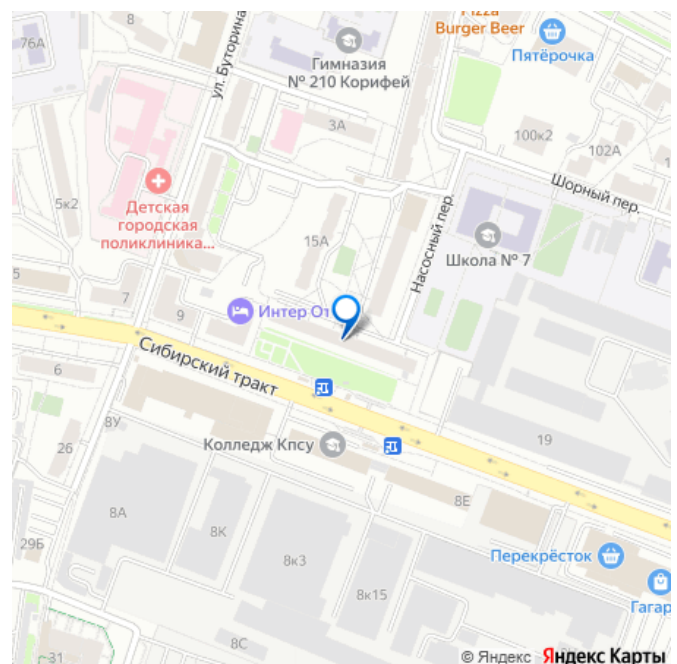 Pizza
Burger Beer
Пятёрочка
8
76А
ул. Буторина
Гимназия
№ 210 Корифей
3А
100к2
102А
Шорный пер.
5к2
Детская
городская
поликлиника...
15А
Насосный пер.
Школа № 7
5
7
9
Интер От
6
Сибирский тракт
8У
26
Колледж Кпсу
19
8А
8К
8Е
29Б
8к3
Перекрёсток
8к15
Гагар
8С
31
© Яндекс Яндекс Карты